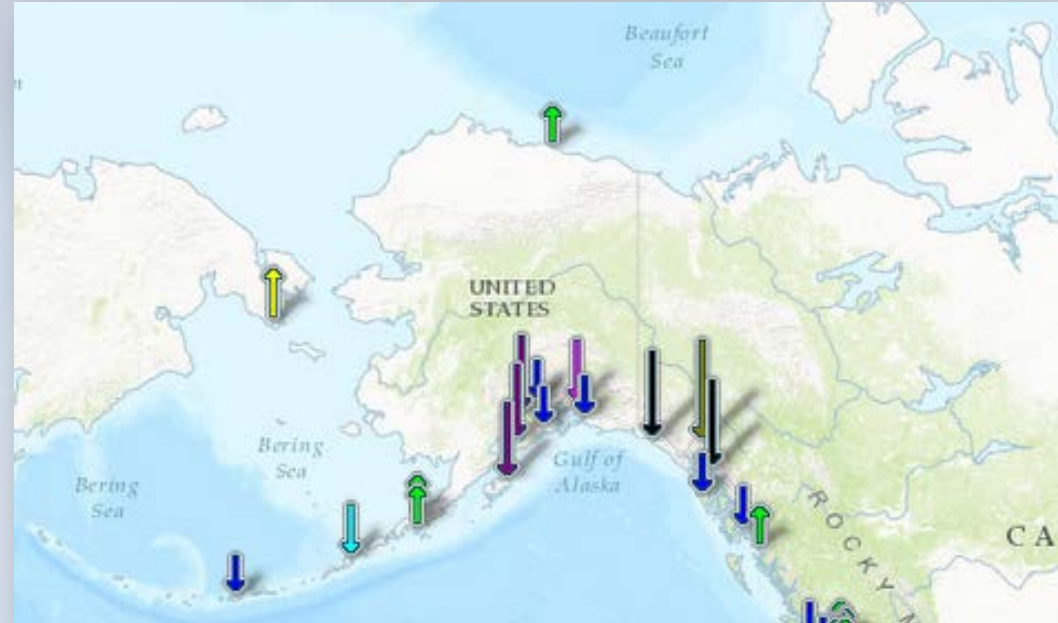 Beaufort
Sea
UNITED
STATES
Bering
Sea
Gulf of
Alaska
Bering
Sea
ROCKY
CA